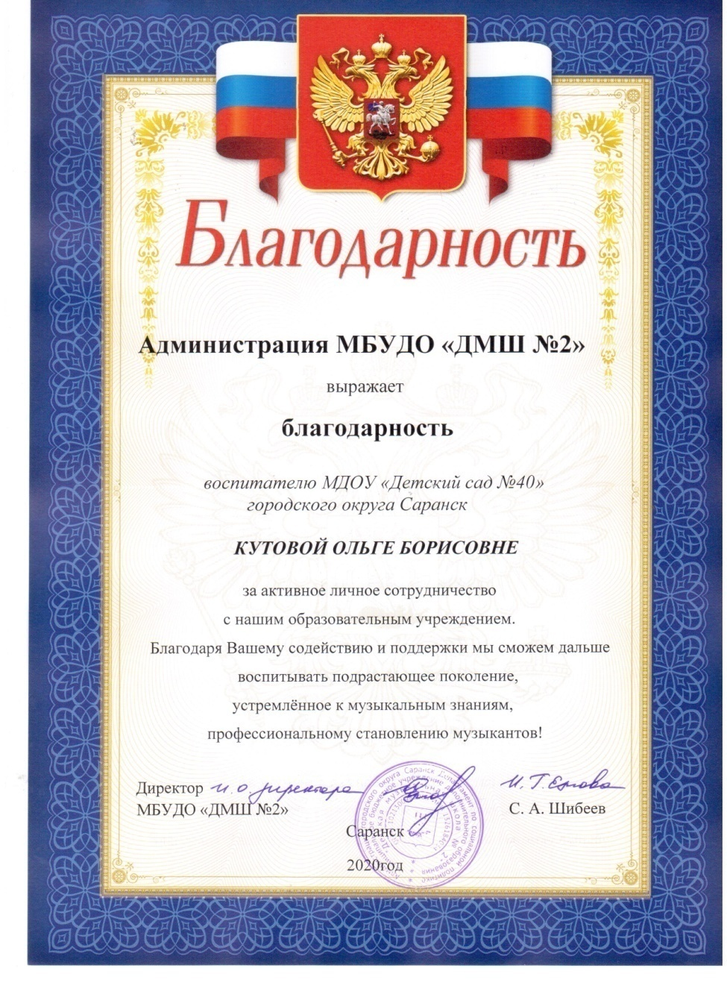 Благодарность
Администрация МБУДО «ДМШ №2»
выражает
благодарность
воспитателю МДОУ «Детский сад №40»
городского округа Саранск
КУТОВОЙ ОЛЬГЕ БОРИСОВНЕ
за активное личное сотрудничество
с нашим образовательным учреждением.
Благодаря Вашему содействию и поддержки мы сможем дальше
воспитывать подрастающее поколение,
устремлённое к музыкальным знаниям,
профессиональному становлению музыкантов!
Директор и.о. директора И.Г.
МБУДО «ДМШ №2» С. А. Шибеев
Саранск
2020год